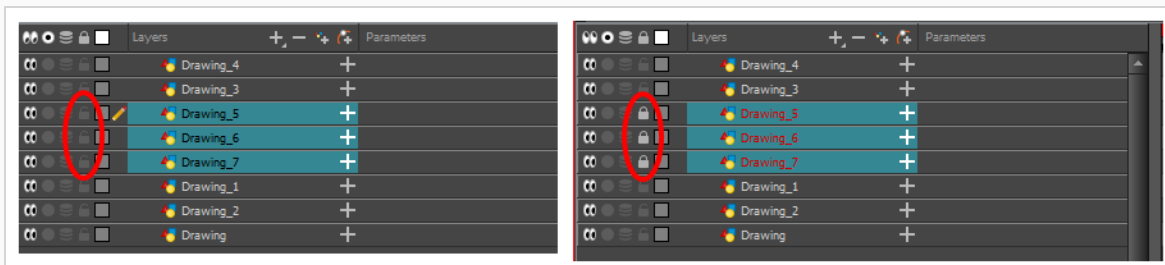 Layers Parameters
Drawing_4
Drawing_3
Drawing_5
Drawing_6
Drawing_7
Drawing_1
Drawing_2
Drawing
Layers Parameters
Drawing_4
Drawing_3
Drawing_5
Drawing_6
Drawing_7
Drawing_1
Drawing_2
Drawing